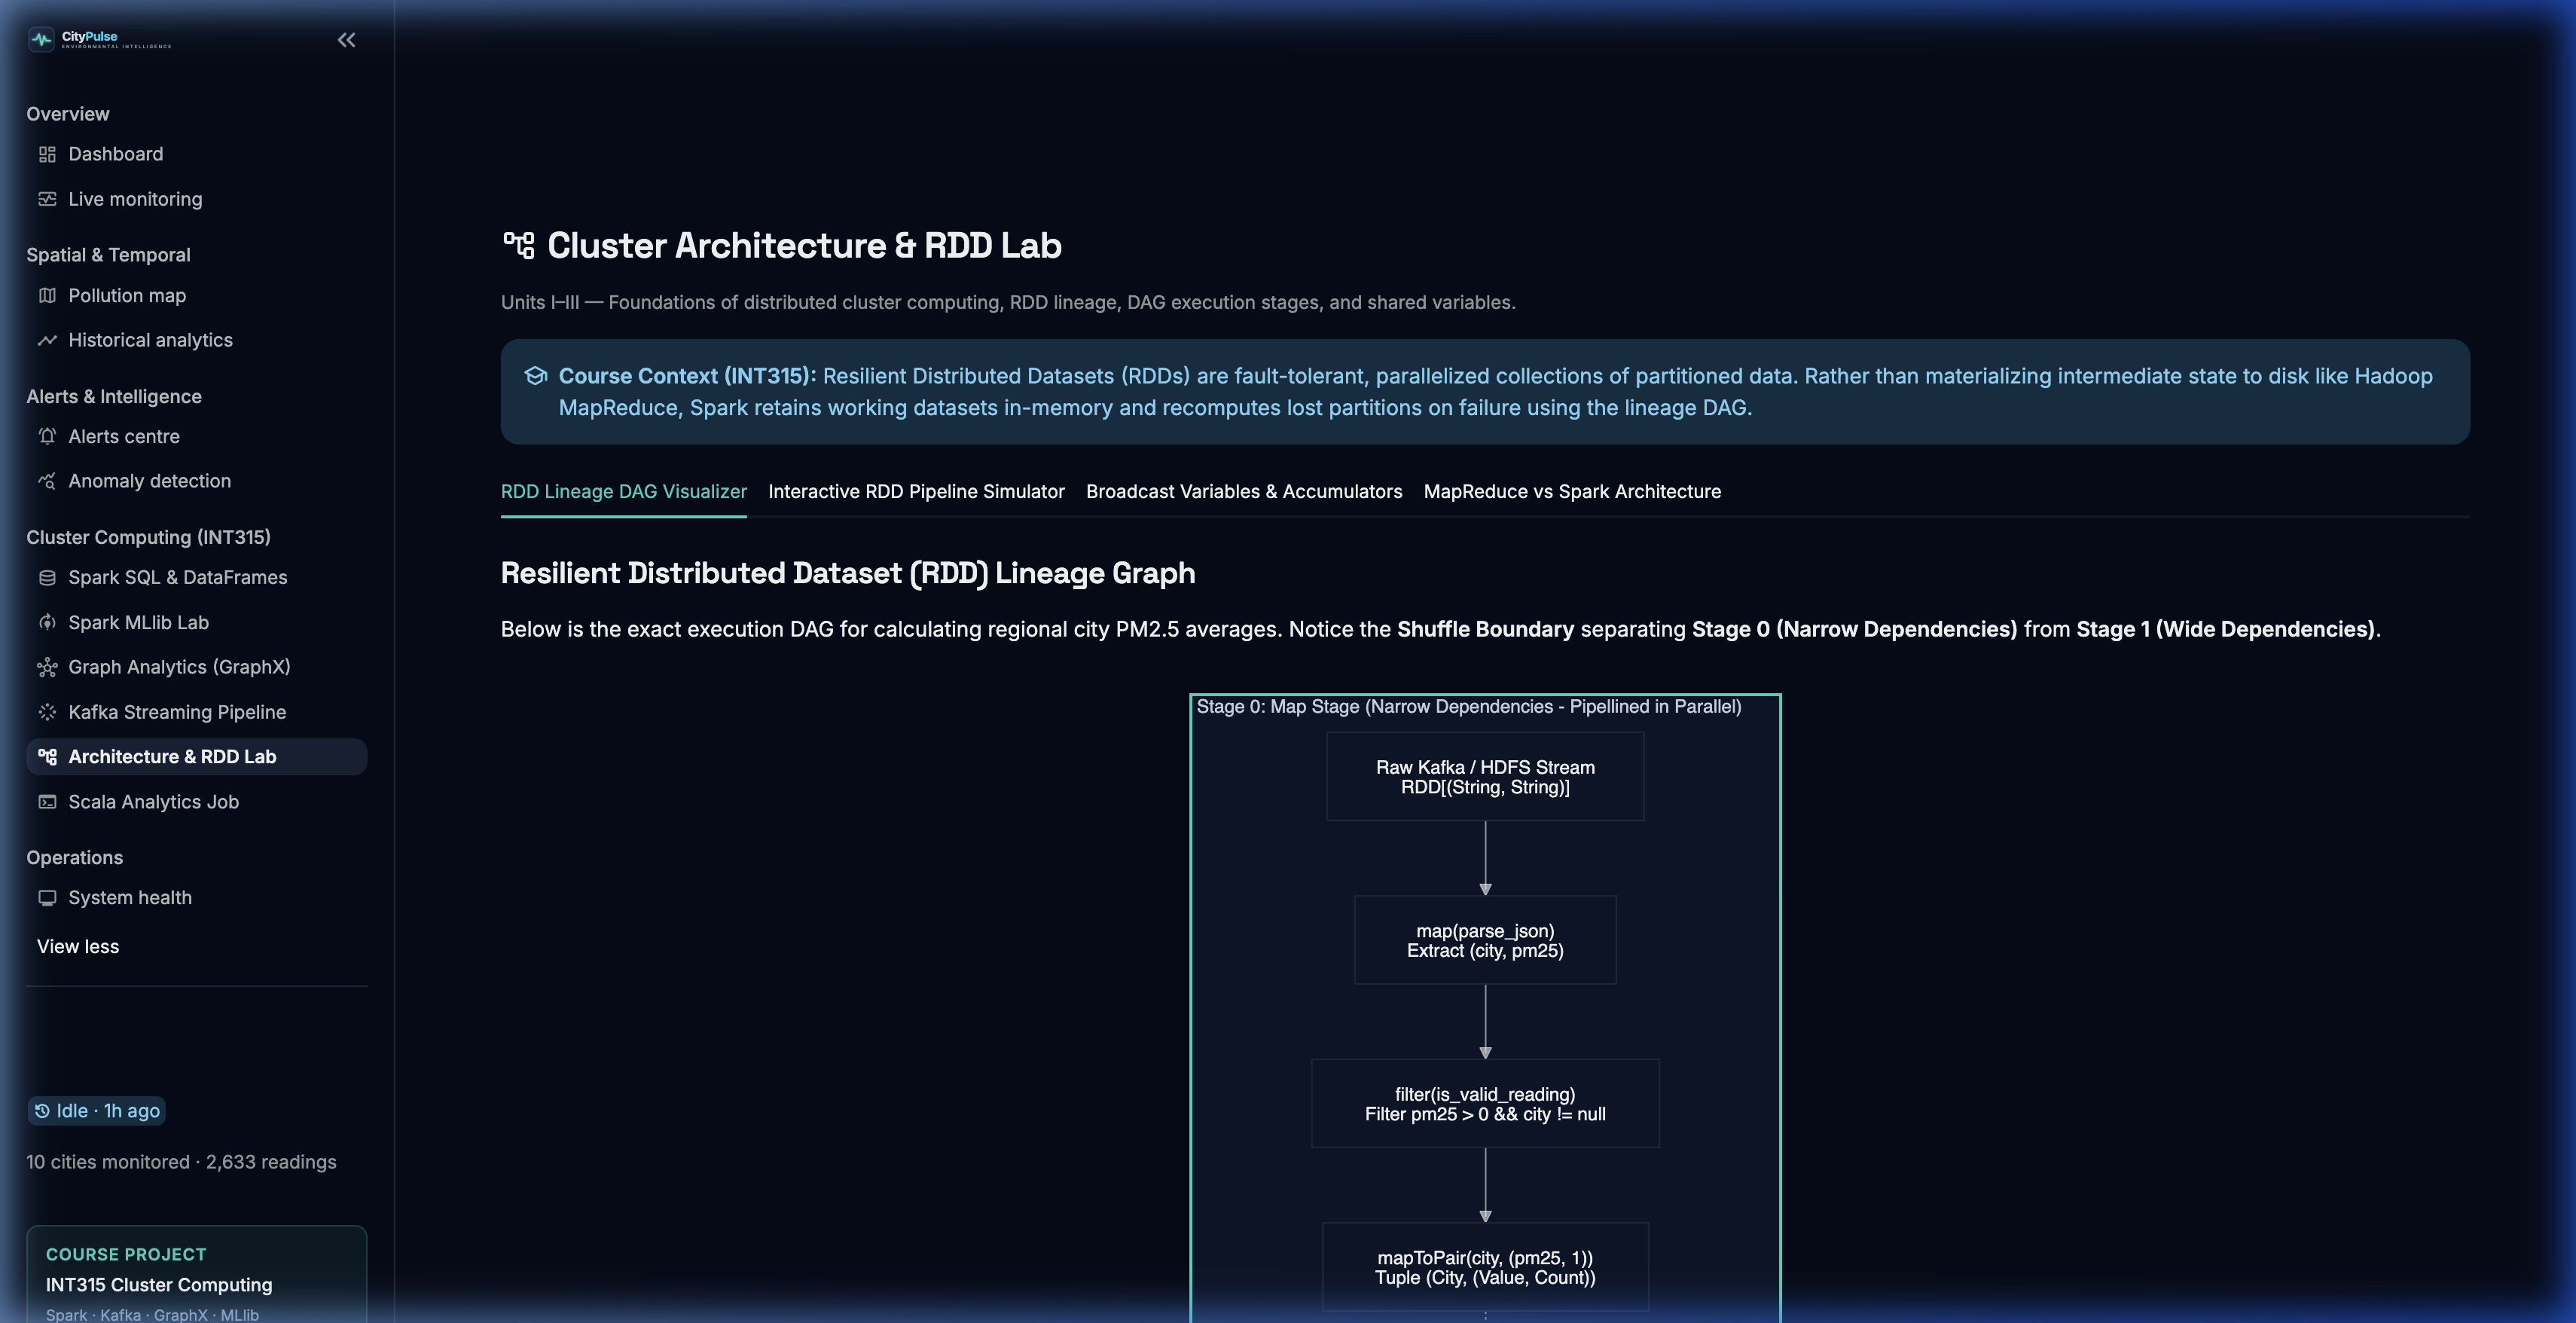 CityPulse
ENVIRONMENTAL INTELLIGENCE
Overview
Dashboard
Live monitoring
Spatial & Temporal
Pollution map
Historical analytics
Alerts & Intelligence
Alerts centre
Anomaly detection
Cluster Computing (INT315)
Spark SQL & DataFrames
Spark MLlib Lab
Graph Analytics (GraphX)
Kafka Streaming Pipeline
Architecture & RDD Lab
Scala Analytics Job
Operations
System health
View less
Idle · 1h ago
10 cities monitored · 2,633 readings
COURSE PROJECT
INT315 Cluster Computing
Spark · Kafka · GraphX · MLlib
Cluster Architecture & RDD Lab
Units I–III — Foundations of distributed cluster computing, RDD lineage, DAG execution stages, and shared variables.
Course Context (INT315): Resilient Distributed Datasets (RDDs) are fault-tolerant, parallelized collections of partitioned data. Rather than materializing intermediate state to disk like Hadoop
MapReduce, Spark retains working datasets in-memory and recomputes lost partitions on failure using the lineage DAG.
RDD Lineage DAG Visualizer Interactive RDD Pipeline Simulator Broadcast Variables & Accumulators MapReduce vs Spark Architecture
Resilient Distributed Dataset (RDD) Lineage Graph
Below is the exact execution DAG for calculating regional city PM2.5 averages. Notice the Shuffle Boundary separating Stage 0 (Narrow Dependencies) from Stage 1 (Wide Dependencies).
Stage 0: Map Stage (Narrow Dependencies - Pipellined in Parallel)
Raw Kafka / HDFS Stream
RDD[(String, String)]
map(parse_json)
Extract (city, pm25)
filter(is_valid_reading)
Filter pm25 > 0 && city != null
mapToPair(city, (pm25, 1))
Tuple (City, (Value, Count))